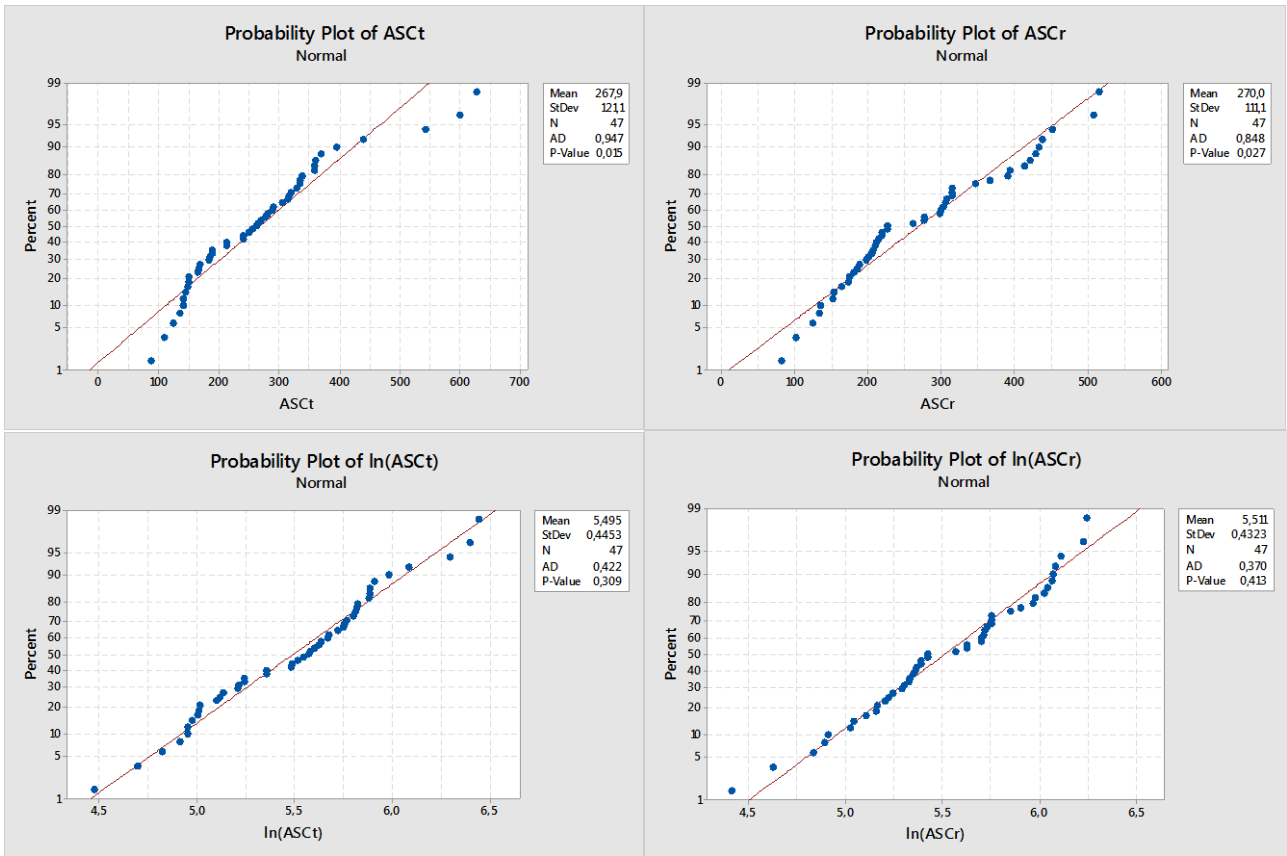 Probability Plot of ASCt
Normal
99
95
90
80
70
60
50
40
30
20
10
5
1
Percent
0 100 200 300 400 500 600 700
ASCt
Mean 267,9
StDev 121,1
N 47
AD 0,947
P-Value 0,015
Probability Plot of ASCr
Normal
99
95
90
80
70
60
50
40
30
20
10
5
1
Percent
0 100 200 300 400 500 600
ASCr
Mean 270,0
StDev 111,1
N 47
AD 0,848
P-Value 0,027
Probability Plot of ln(ASCt)
Normal
99
95
90
80
70
60
50
40
30
20
10
5
1
Percent
4,5 5,0 5,5 6,0 6,5
ln(ASCt)
Mean 5,495
StDev 0,4453
N 47
AD 0,422
P-Value 0,309
Probability Plot of ln(ASCr)
Normal
99
95
90
80
70
60
50
40
30
20
10
5
1
Percent
4,5 5,0 5,5 6,0 6,5
ln(ASCr)
Mean 5,511
StDev 0,4323
N 47
AD 0,370
P-Value 0,413